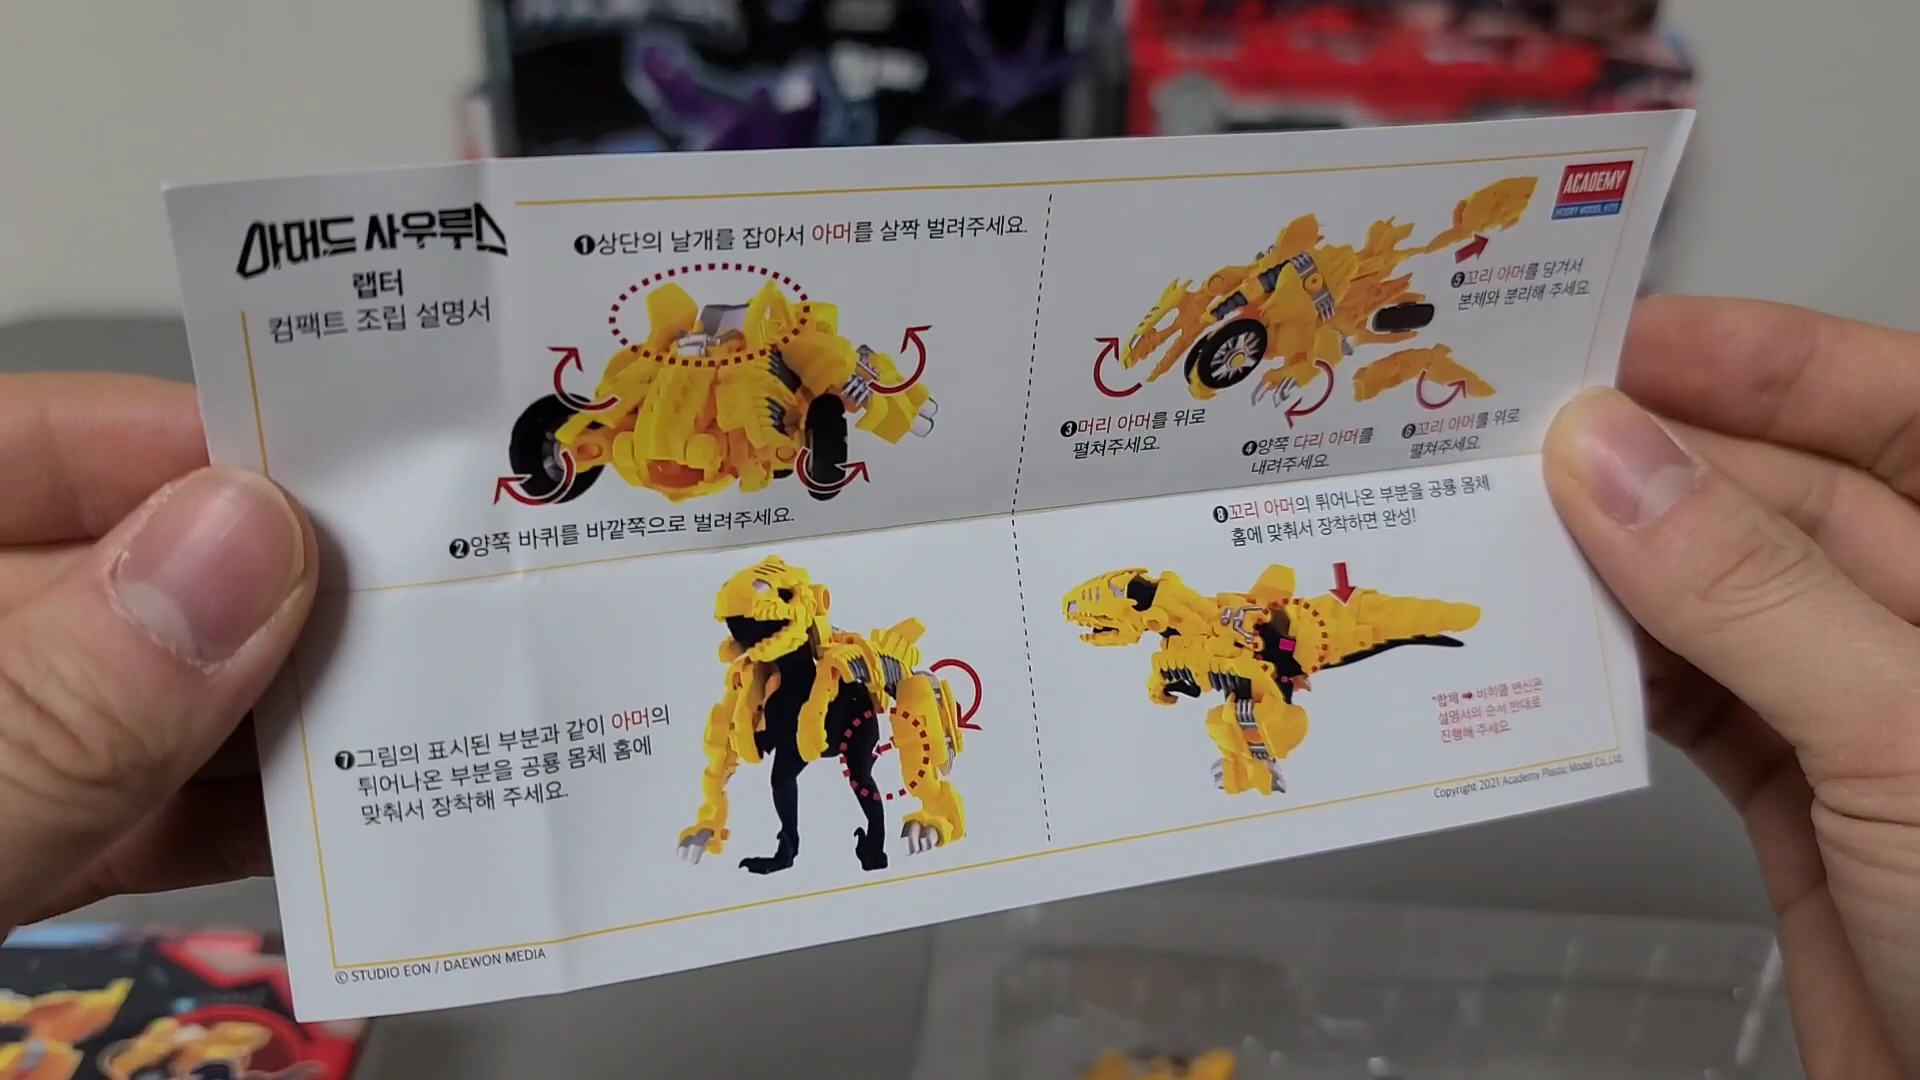 아머드 사우루스
랩터
컴팩트 조립 설명서
❶상단의 날개를 잡아서 아머를 살짝 벌려주세요.
❷양쪽 바퀴를 바깥쪽으로 벌려주세요.
ACADEMY
HOBBY MODEL KITS
❺꼬리 아머를 당겨서
본체와 분리해 주세요.
❸머리 아머를 위로
펼쳐주세요.
❹양쪽 다리 아머를
내려주세요.
❻꼬리 아머를 위로
펼쳐주세요.
❼그림의 표시된 부분과 같이 아머의
튀어나온 부분을 공룡 몸체 홈에
맞춰서 장착해 주세요.
❽꼬리 아머의 튀어나온 부분을 공룡 몸체
홈에 맞춰서 장착하면 완성!
*합체 ➡ 비히클 변신은
설명서의 순서 반대로
진행해 주세요.
© STUDIO EON / DAEWON MEDIA
Copyright 2021 Academy Plastic Model Co., Ltd.